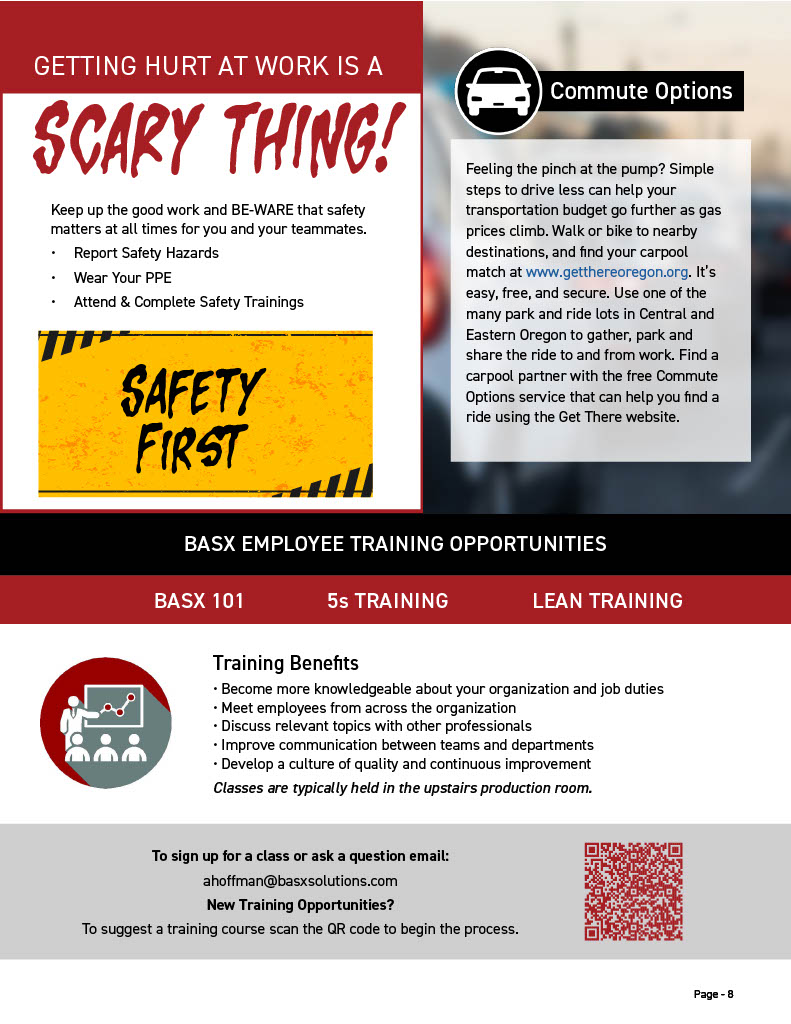 GETTING HURT AT WORK IS A
SCARY THING!
Keep up the good work and BE-WARE that safety
matters at all times for you and your teammates.
• Report Safety Hazards
• Wear Your PPE
• Attend & Complete Safety Trainings
SAFETY
FIRST
Commute Options
Feeling the pinch at the pump? Simple
steps to drive less can help your
transportation budget go further as gas
prices climb. Walk or bike to nearby
destinations, and find your carpool
match at www.getthereoregon.org. It's
easy, free, and secure. Use one of the
many park and ride lots in Central and
Eastern Oregon to gather, park and
share the ride to and from work. Find a
carpool partner with the free Commute
Options service that can help you find a
ride using the Get There website.
BASX EMPLOYEE TRAINING OPPORTUNITIES
BASX 101 5s TRAINING LEAN TRAINING
Training Benefits
• Become more knowledgeable about your organization and job duties
• Meet employees from across the organization
• Discuss relevant topics with other professionals
• Improve communication between teams and departments
• Develop a culture of quality and continuous improvement
Classes are typically held in the upstairs production room.
To sign up for a class or ask a question email:
ahoffman@basxsolutions.com
New Training Opportunities?
To suggest a training course scan the QR code to begin the process.
Page - 8